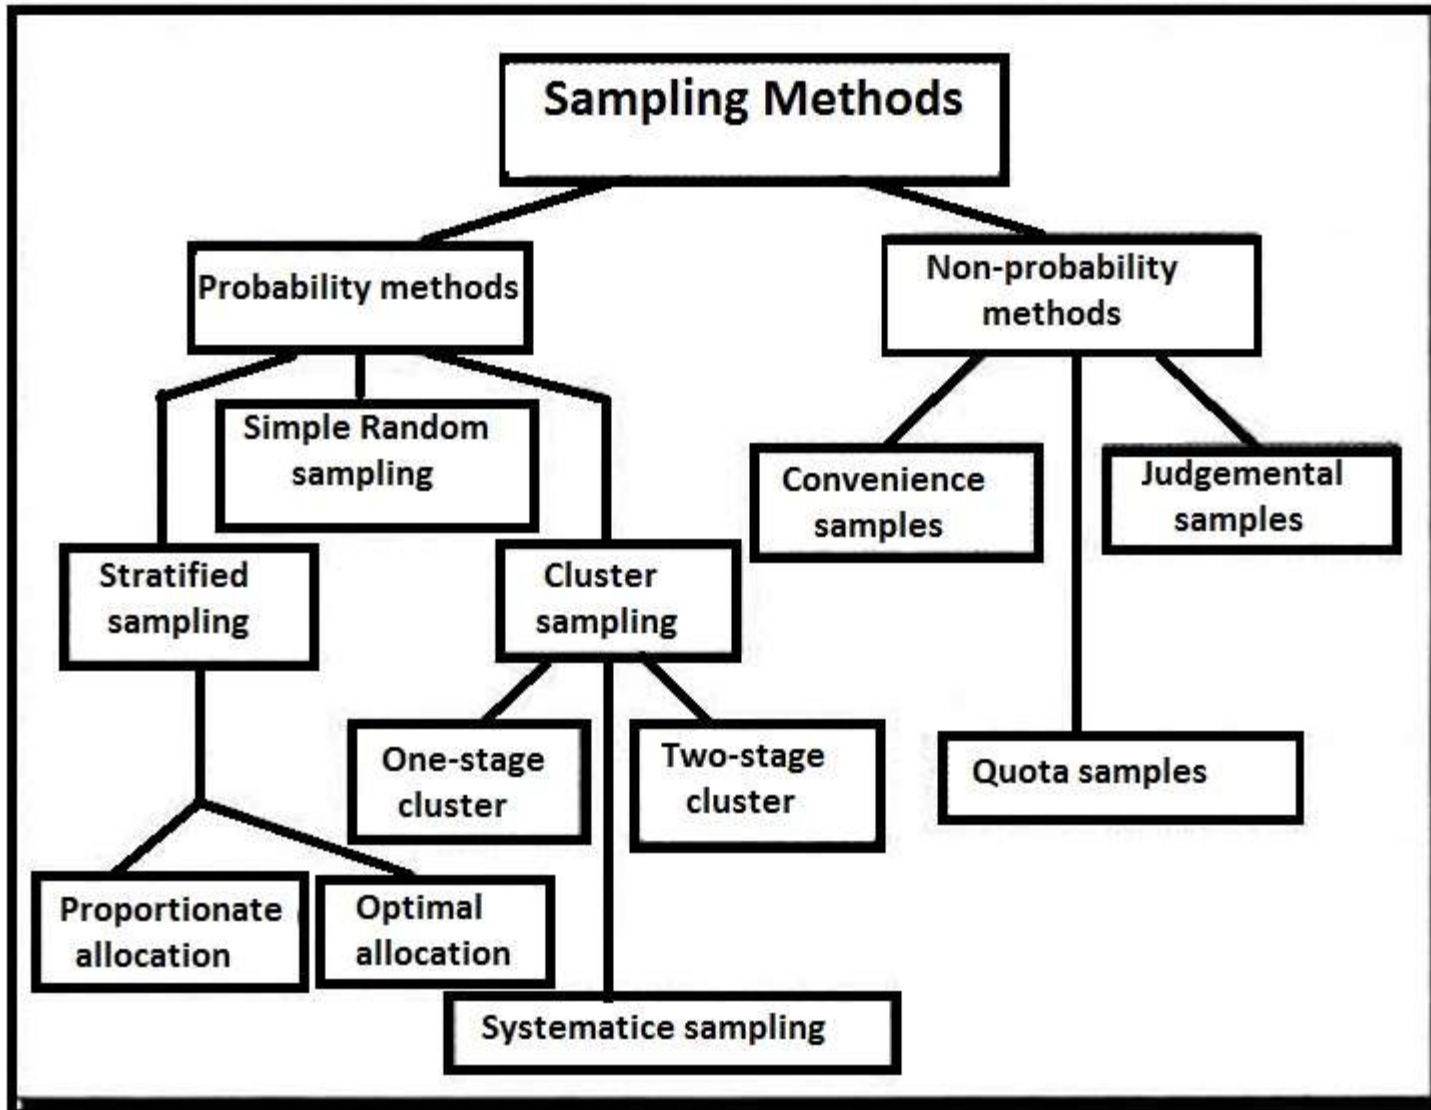 Sampling Methods
Probability methods
Non-probability
methods
Simple Random
sampling
Convenience
samples
Judgemental
samples
Stratified
sampling
Cluster
sampling
One-stage
cluster
Two-stage
cluster
Quota samples
Proportionate
allocation
Optimal
allocation
Systematice sampling